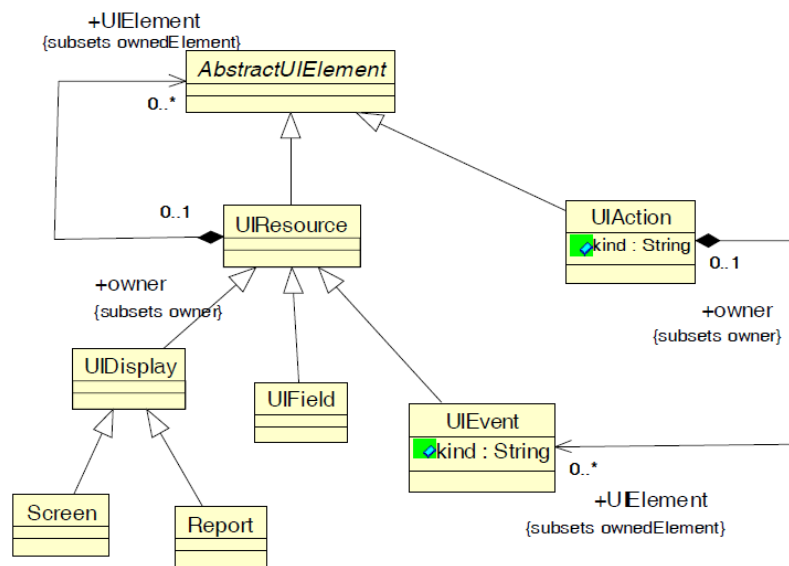 +UIElement
{subsets ownedElement}
AbstractUIElement
0..*
0..1
UIResource
UIAction
kind : String
0..1
+owner
{subsets owner}
+owner
{subsets owner}
UIDisplay
UIField
UIEvent
kind : String
0..*
+UIElement
{subsets ownedElement}
Screen
Report